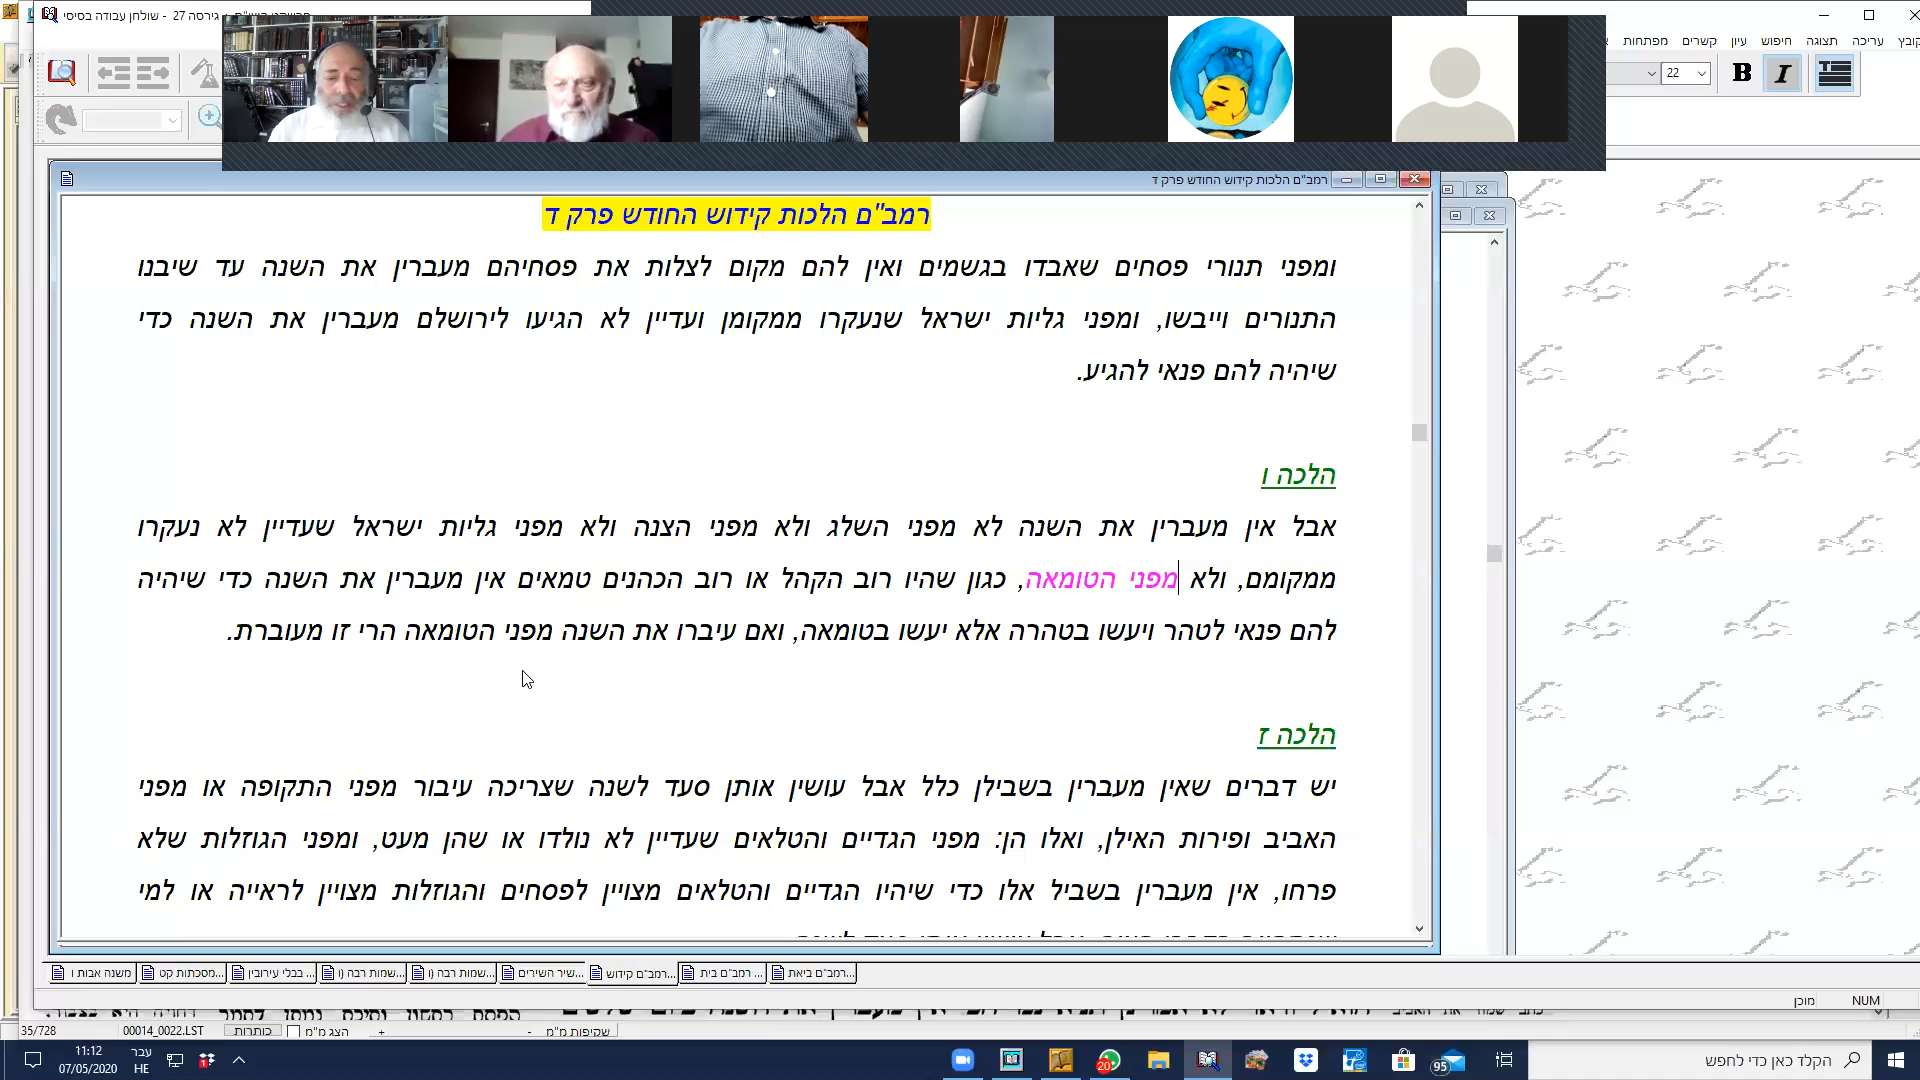 פרוייקט השו"ת - גירסה 27 - שולחן עבודה בסיסי
קובץ עריכה תצוגה חיפוש עיון קשרים מפתחות
22 B I
רמב"ם הלכות קידוש החודש פרק ד
רמב"ם הלכות קידוש החודש פרק ד
ומפני תנורי פסחים שאבדו בגשמים ואין להם מקום לצלות את פסחיהם מעברין את השנה עד שיבנו
התנורים וייבשו, ומפני גליות ישראל שנעקרו ממקומן ועדיין לא הגיעו לירושלם מעברין את השנה כדי
שיהיה להם פנאי להגיע.
הלכה ו
אבל אין מעברין את השנה לא מפני השלג ולא מפני הצנה ולא מפני גליות ישראל שעדיין לא נעקרו
ממקומם, ולא מפני הטומאה, כגון שהיו רוב הקהל או רוב הכהנים טמאים אין מעברין את השנה כדי שיהיה
להם פנאי לטהר ויעשו בטהרה אלא יעשו בטומאה, ואם עיברו את השנה מפני הטומאה הרי זו מעוברת.
הלכה ז
יש דברים שאין מעברין בשבילן כלל אבל עושין אותן סעד לשנה שצריכה עיבור מפני התקופה או מפני
האביב ופירות האילן, ואלו הן: מפני הגדיים והטלאים שעדיין לא נולדו או שהן מעט, ומפני הגוזלות שלא
פרחו, אין מעברין בשביל אלו כדי שיהיו הגדיים והטלאים מצויין לפסחים והגוזלות מצויין לראייה או למי
רמב"ם ביאת... רמב"ם בית ... רמב"ם קידוש... שיר השירים... שמות רבה (ו... שמות רבה (ו... בבלי עירובין ... מסכתות קט... משנה אבות ו
מוכן NUM
35/728 00014_0022.LST כותרות הצג מ"מ + - שקיפות מ"מ
11:12
07/05/2020
עבר
HE
1
20
95
הקלד כאן כדי לחפש